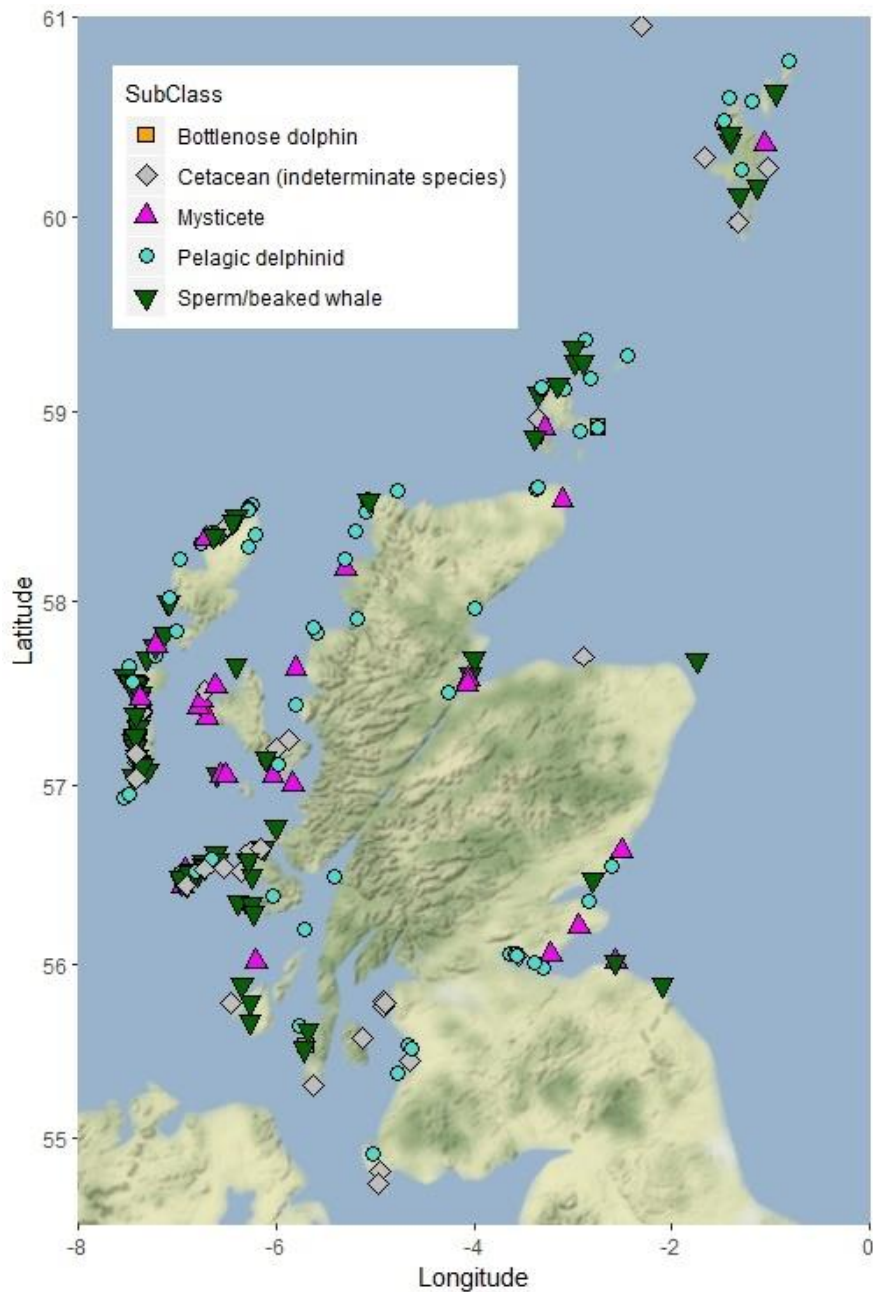 61
60
59
58
57
56
55
Latitude
SubClass
Bottlenose dolphin
Cetacean (indeterminate species)
Mysticete
Pelagic delphinid
Sperm/beaked whale
-8
-6
-4
-2
0
Longitude